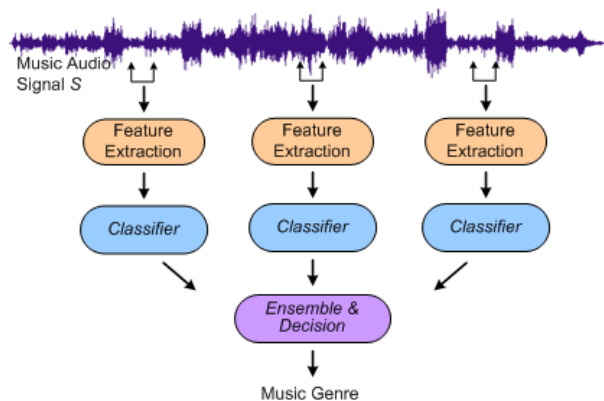 Music Audio
Signal S
Feature
Extraction
Feature
Extraction
Feature
Extraction
Classifier
Classifier
Classifier
Ensemble &
Decision
Music Genre